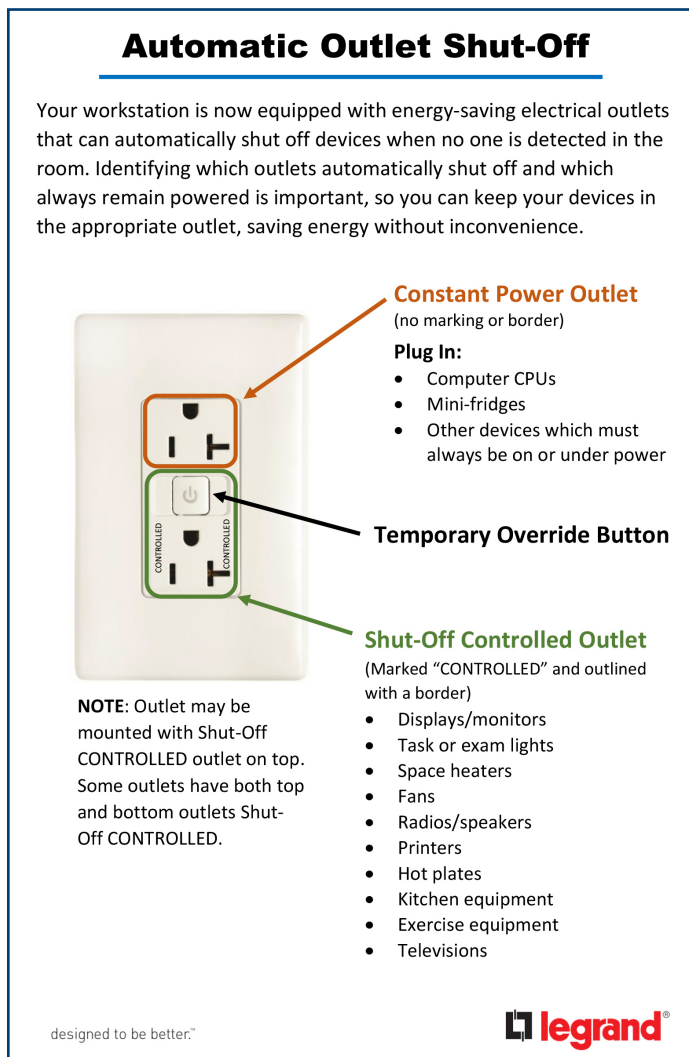 Automatic Outlet Shut-Off
Your workstation is now equipped with energy-saving electrical outlets
that can automatically shut off devices when no one is detected in the
room. Identifying which outlets automatically shut off and which
always remain powered is important, so you can keep your devices in
the appropriate outlet, saving energy without inconvenience.
Constant Power Outlet
(no marking or border)
Plug In:
• Computer CPUs
• Mini-fridges
• Other devices which must
always be on or under power
Temporary Override Button
CONTROLLED
CONTROLLED
Shut-Off Controlled Outlet
(Marked “CONTROLLED” and outlined
with a border)
• Displays/monitors
• Task or exam lights
• Space heaters
• Fans
• Radios/speakers
• Printers
• Hot plates
• Kitchen equipment
• Exercise equipment
• Televisions
NOTE: Outlet may be
mounted with Shut-Off
CONTROLLED outlet on top.
Some outlets have both top
and bottom outlets Shut-
Off CONTROLLED.
designed to be better.™
legrand®